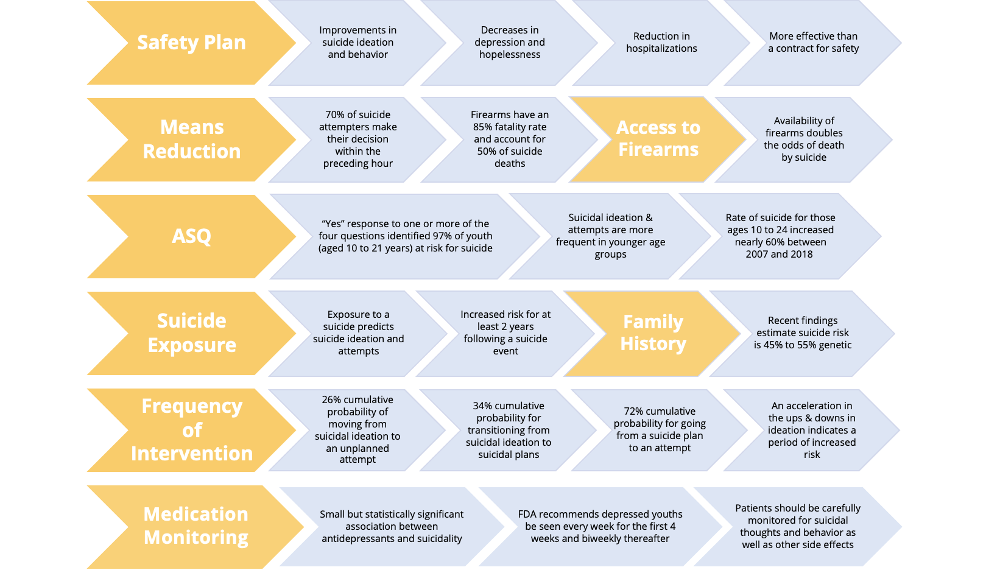 Safety Plan
Improvements in
suicide ideation
and behavior
Decreases in
depression and
hopelessness
Reduction in
hospitalizations
More effective than
a contract for safety
Means
Reduction
70% of suicide
attempters make
their decision
within the
preceding hour
Firearms have an
85% fatality rate
and account for
50% of suicide
deaths
Access to
Firearms
Availability of
firearms doubles
the odds of death
by suicide
ASQ
“Yes” response to one or more of the
four questions identified 97% of youth
(aged 10 to 21 years) at risk for suicide
Suicidal ideation &
attempts are more
frequent in younger age
groups
Rate of suicide for those
ages 10 to 24 increased
nearly 60% between
2007 and 2018
Suicide
Exposure
Exposure to a
suicide predicts
suicide ideation and
attempts
Increased risk for at
least 2 years
following a suicide
event
Family
History
Recent findings
estimate suicide risk
is 45% to 55% genetic
Frequency
of
Intervention
26% cumulative
probability of
moving from
suicidal ideation to
an unplanned
attempt
34% cumulative
probability for
transitioning from
suicidal ideation to
suicidal plans
72% cumulative
probability for going
from a suicide plan
to an attempt
An acceleration in
the ups & downs in
ideation indicates a
period of increased
risk
Medication
Monitoring
Small but statistically significant
association between
antidepressants and suicidality
FDA recommends depressed youths
be seen every week for the first 4
weeks and biweekly thereafter
Patients should be carefully
monitored for suicidal
thoughts and behavior as
well as other side effects